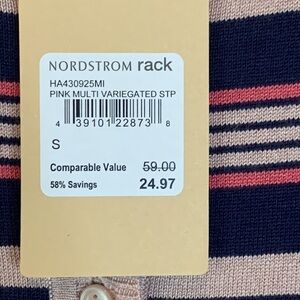 NORDSTROM rack
HA430925MI
PINK MULTI VARIEGATED STP
4 39101 22873 8
S
Comparable Value 59.00
58% Savings 24.97